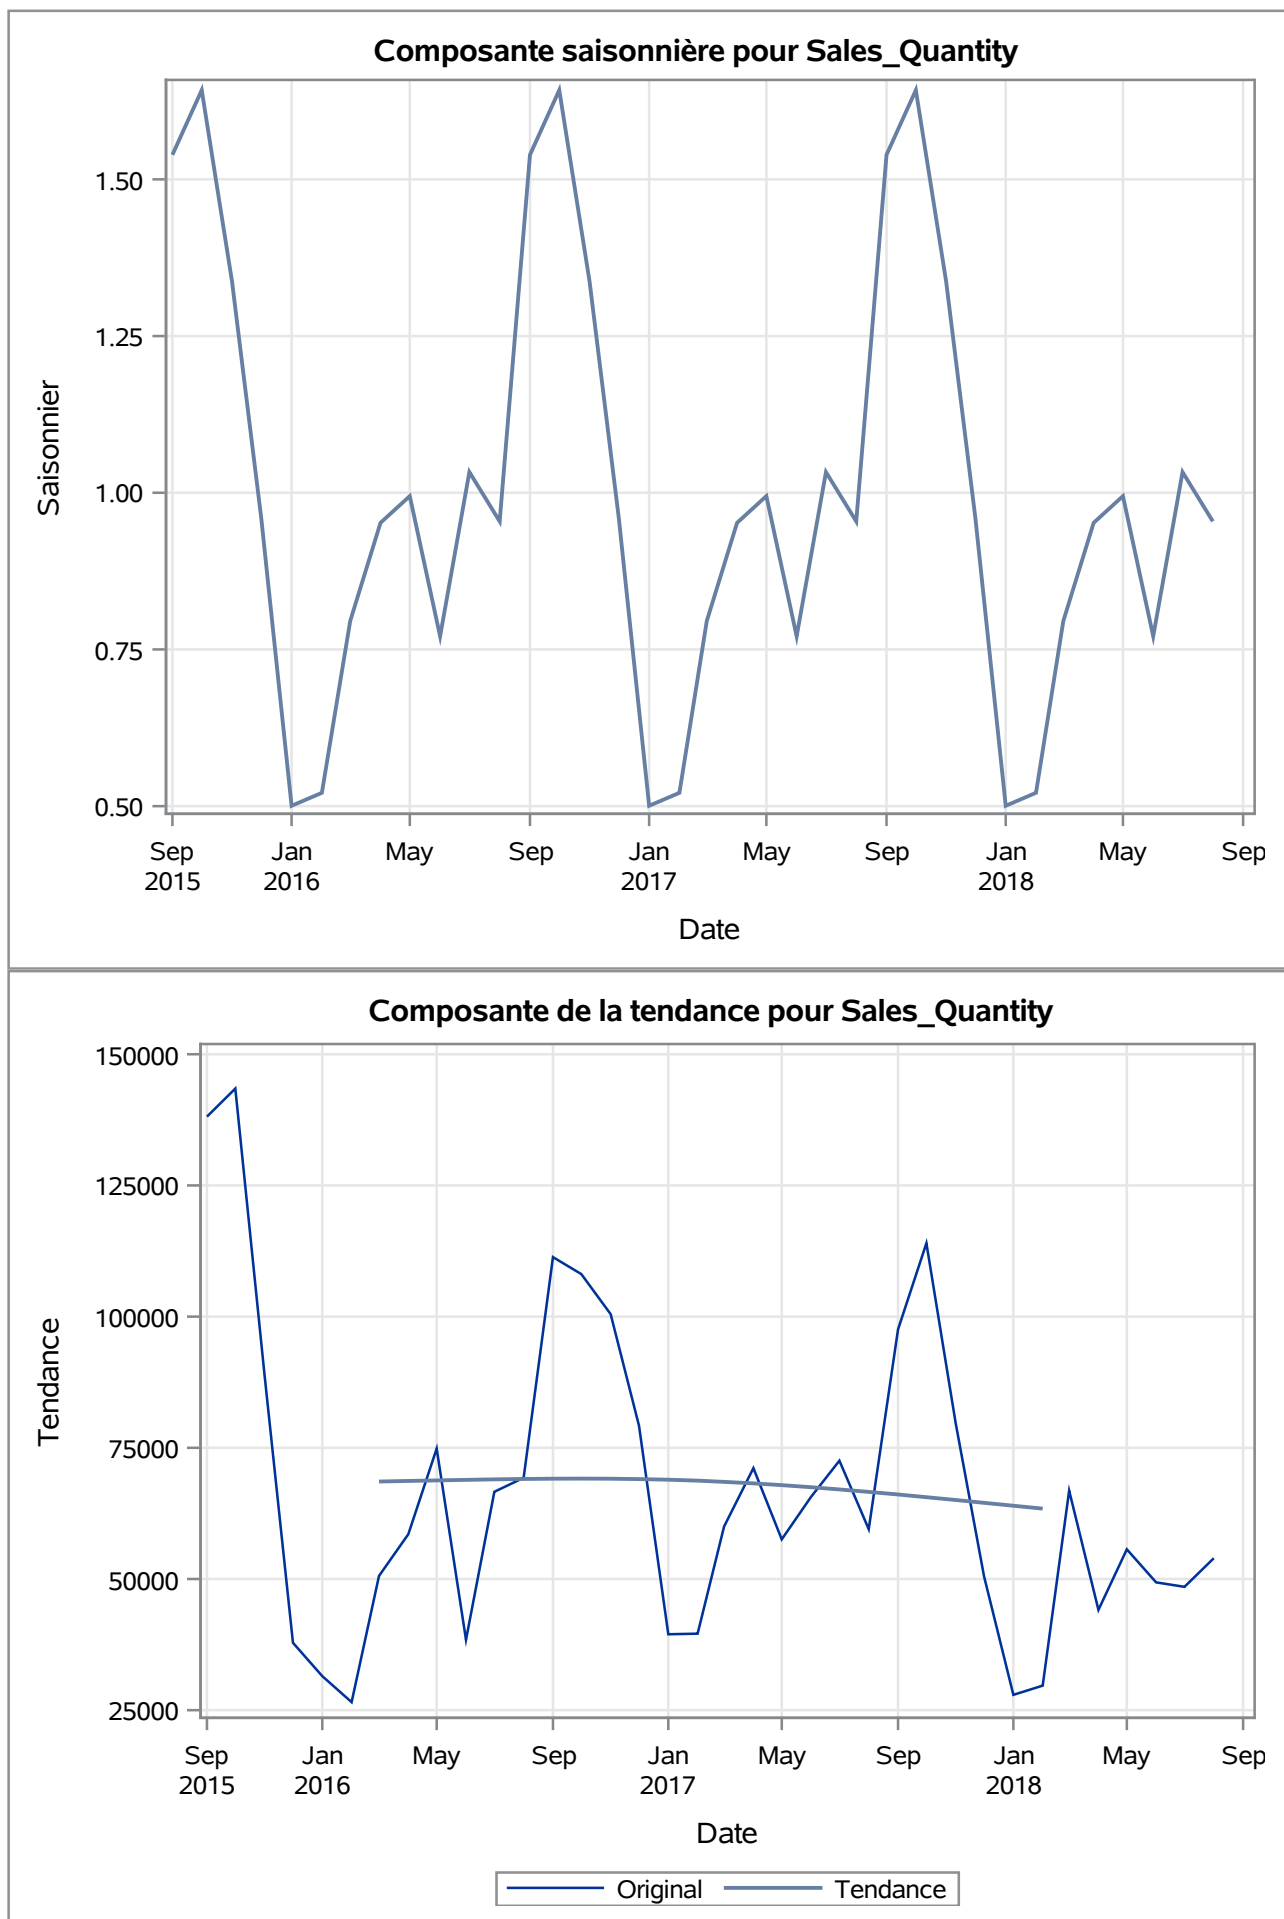 Composante saisonnière pour Sales_Quantity
Saisonnier
1.50
1.25
1.00
0.75
0.50
Sep Jan May Sep Jan May Sep Jan May Sep
2015 2016 2017 2018
Date
Composante de la tendance pour Sales_Quantity
Tendance
150000
125000
100000
75000
50000
25000
Sep Jan May Sep Jan May Sep Jan May Sep
2015 2016 2017 2018
Date
Original Tendance